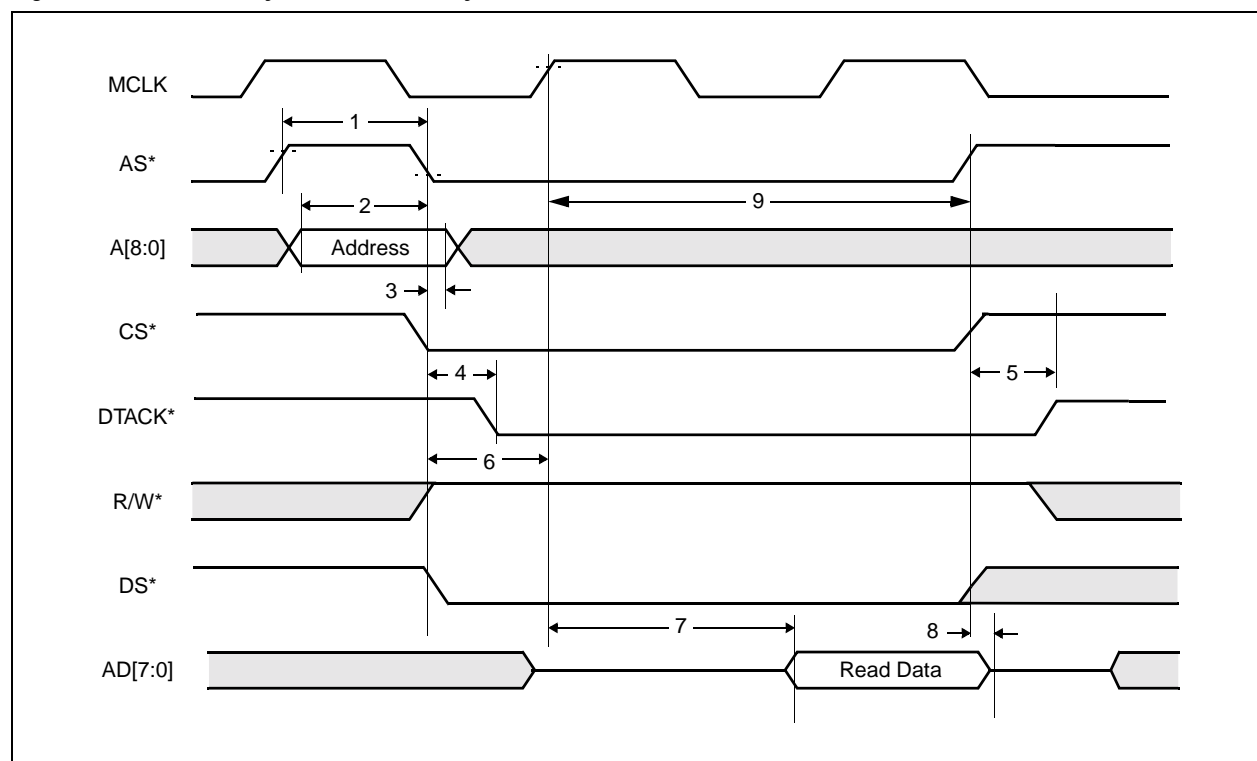 MCLK
1
AS*
2
9
A[8:0]
Address
3
CS*
4
5
DTACK*
6
R/W*
DS*
7
8
AD[7:0]
Read Data